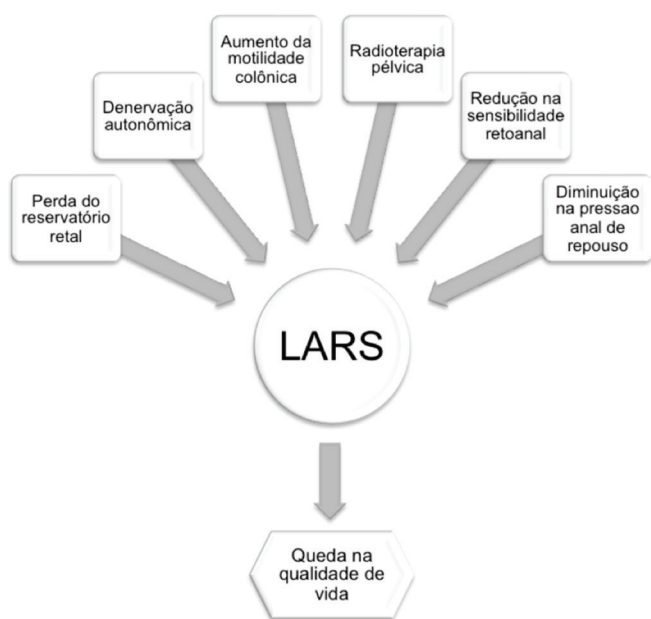 Perda do
reservatório
retal
Denervação
autonômica
Aumento da
motilidade
colônica
Radioterapia
pélvica
Redução na
sensibilidade
retoanal
Diminuição
na pressao
anal de
repouso
LARS
Queda na
qualidade de
vida